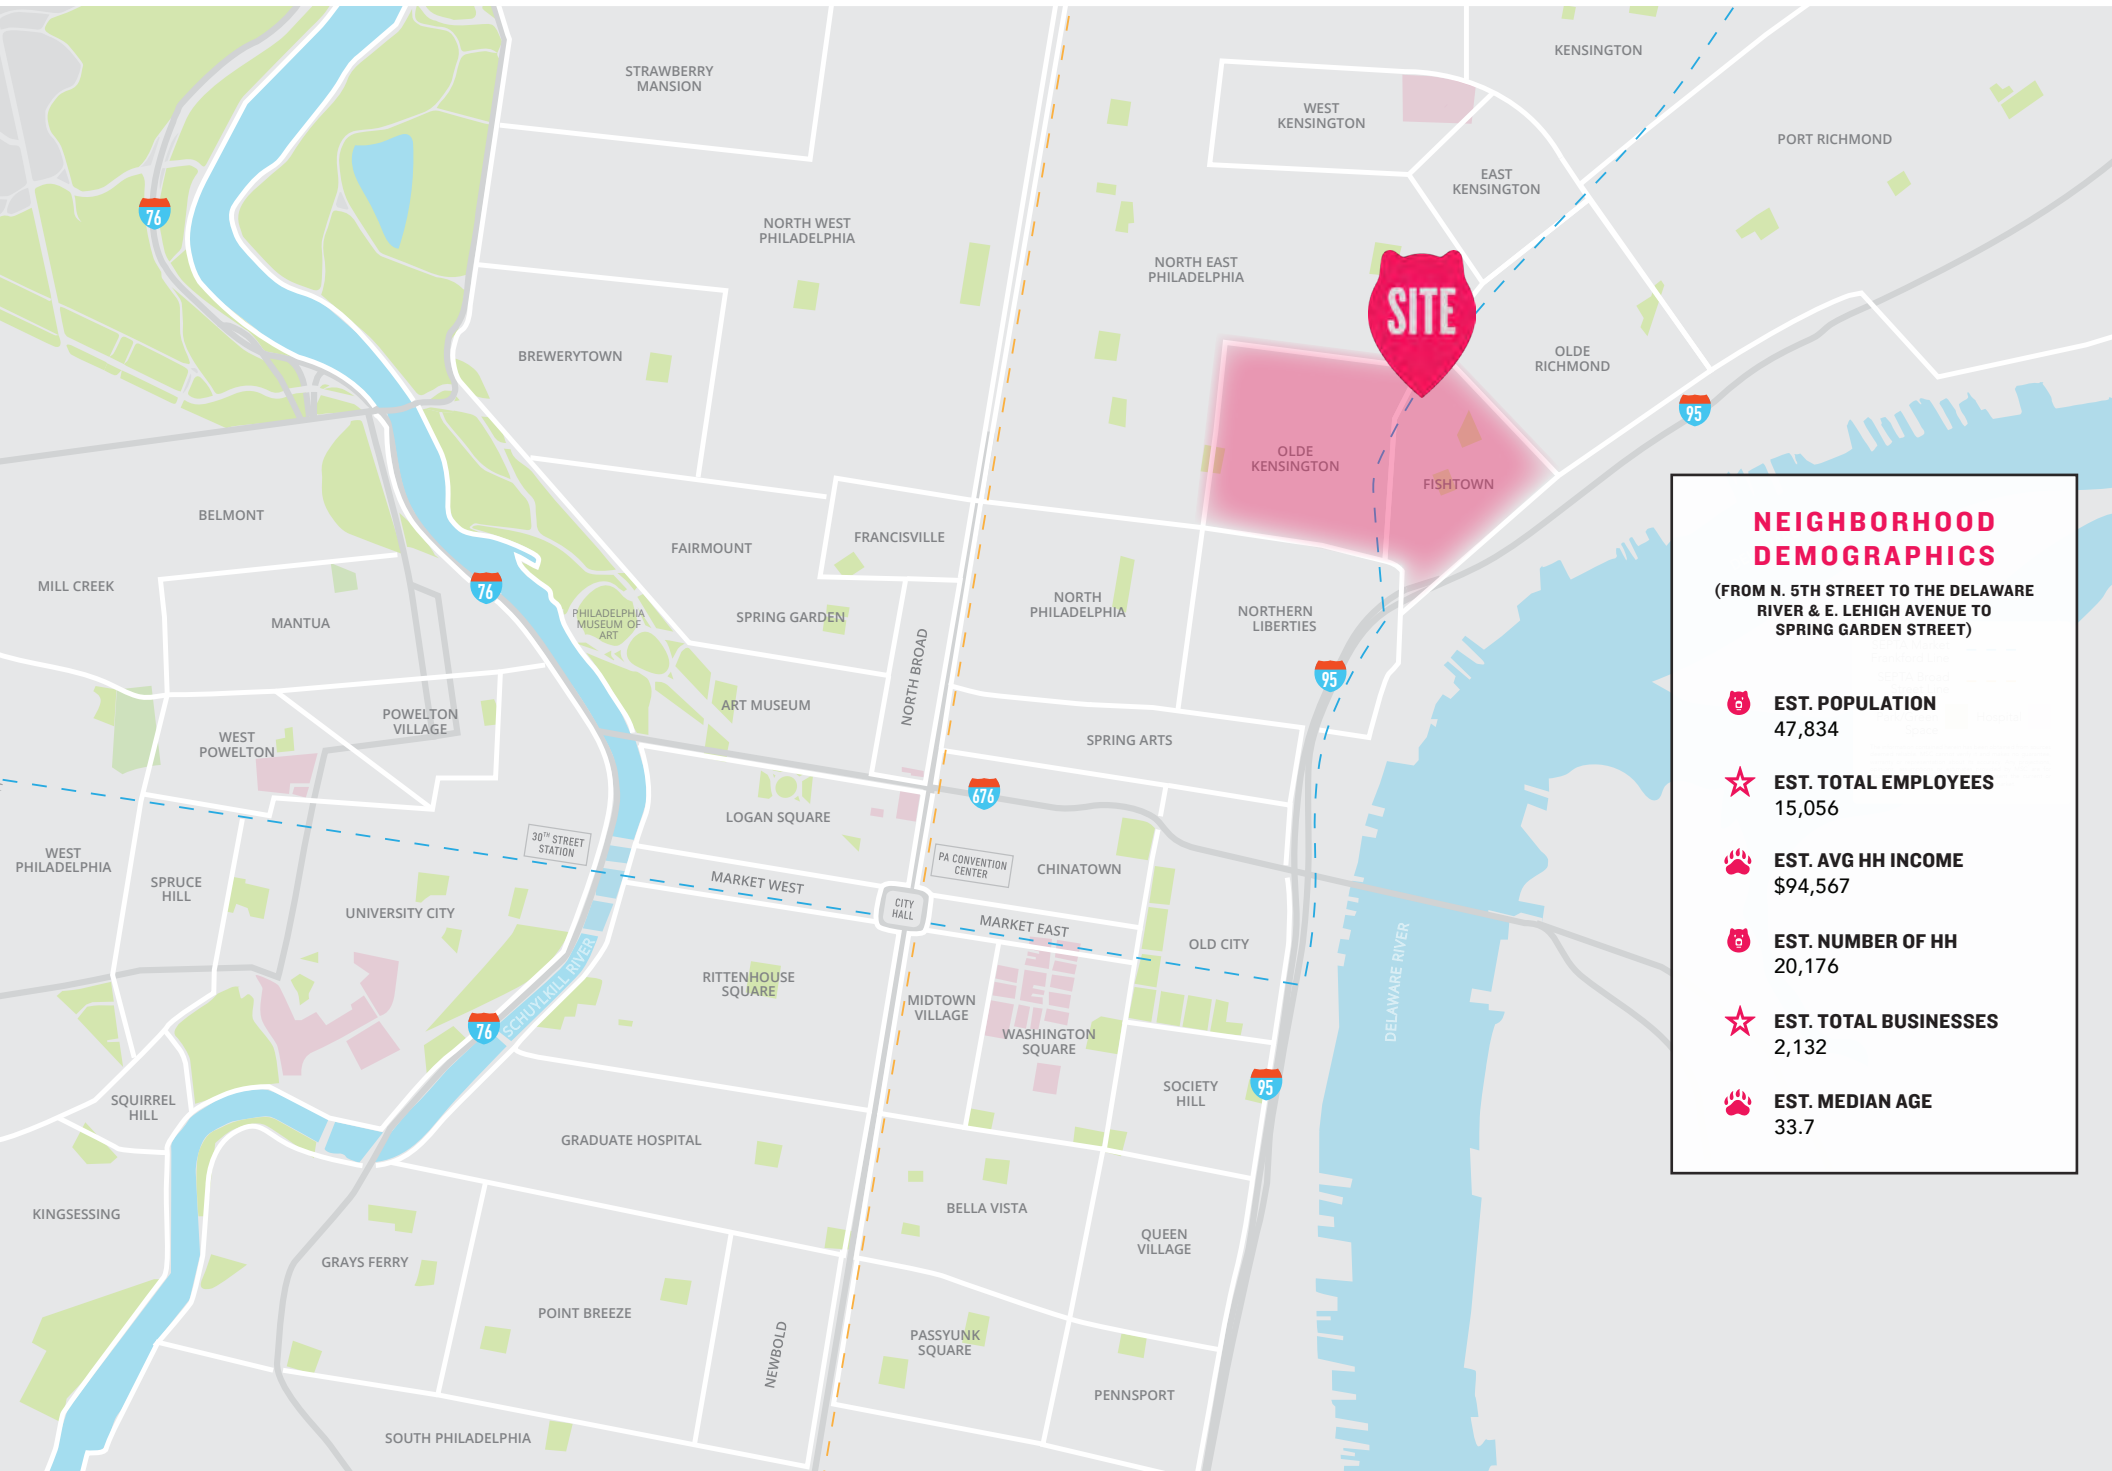 KENSINGTON
STRAWBERRY
MANSION
WEST
KENSINGTON
PORT RICHMOND
EAST
KENSINGTON
76
NORTH WEST
PHILADELPHIA
NORTH EAST
PHILADELPHIA
SITE
BREWERYTOWN
OLDE
RICHMOND
95
OLDE
KENSINGTON
FISHTOWN
BELMONT
FRANCISVILLE
FAIRMOUNT
MILL CREEK
76
MANTUA
PHILADELPHIA
MUSEUM OF
ART
SPRING GARDEN
NORTH
PHILADELPHIA
NORTHERN
LIBERTIES
NORTH BROAD
95
ART MUSEUM
POWELTON
VILLAGE
WEST
POWELTON
SPRING ARTS
676
LOGAN SQUARE
30TH STREET
STATION
WEST
PHILADELPHIA
PA CONVENTION
CENTER
CHINATOWN
SPRUCE
HILL
MARKET WEST
CITY
HALL
UNIVERSITY CITY
MARKET EAST
OLD CITY
SCHUYLKILL RIVER
DELAWARE RIVER
RITTENHOUSE
SQUARE
MIDTOWN
VILLAGE
76
WASHINGTON
SQUARE
SOCIETY
HILL
95
SQUIRREL
HILL
GRADUATE HOSPITAL
KINGSESSING
BELLA VISTA
QUEEN
VILLAGE
GRAYS FERRY
POINT BREEZE
NEWBOLD
PASSYUNK
SQUARE
PENNSPORT
SOUTH PHILADELPHIA
NEIGHBORHOOD
DEMOGRAPHICS
(FROM N. 5TH STREET TO THE DELAWARE
RIVER & E. LEHIGH AVENUE TO
SPRING GARDEN STREET)
EST. POPULATION
47,834
EST. TOTAL EMPLOYEES
15,056
EST. AVG HH INCOME
$94,567
EST. NUMBER OF HH
20,176
EST. TOTAL BUSINESSES
2,132
EST. MEDIAN AGE
33.7